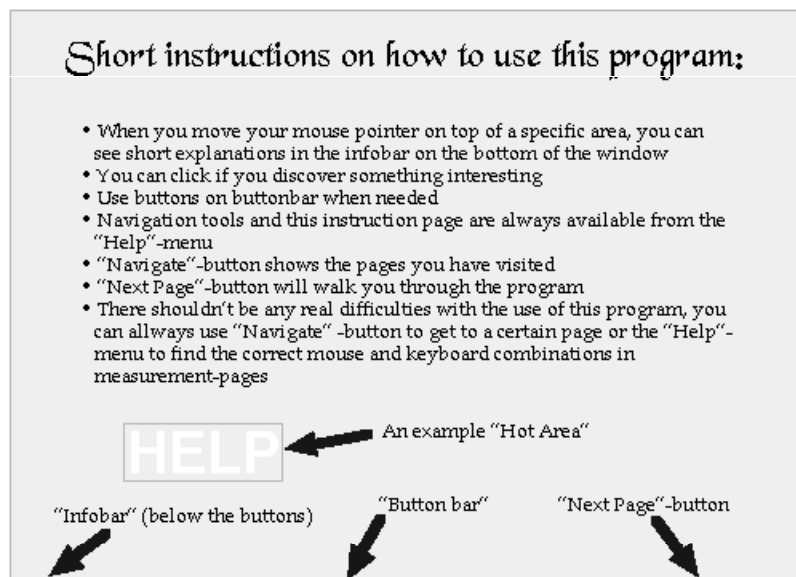 Short instructions on how to use this program:
• When you move your mouse pointer on top of a specific area, you can
see short explanations in the infobar on the bottom of the window
• You can click if you discover something interesting
• Use buttons on buttonbar when needed
• Navigation tools and this instruction page are always available from the
“Help“-menu
• “Navigate“-button shows the pages you have visited
• “Next Page“-button will walk you through the program
• There shouldn't be any real difficulties with the use of this program, you
can allways use “Navigate“ -button to get to a certain page or the “Help“-
menu to find the correct mouse and keyboard combinations in
measurement-pages
An example “Hot Area“
HELP
“Infobar“ (below the buttons)
“Button bar“
“Next Page“-button